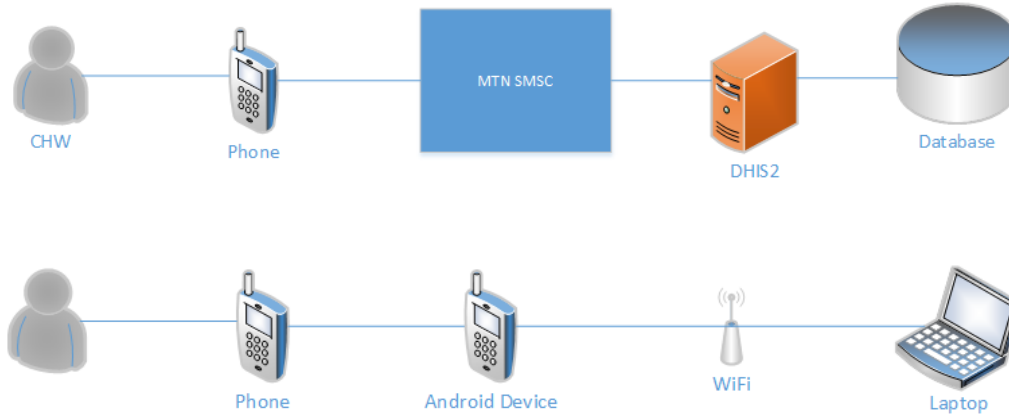 MTN SMSC
CHW
Phone
DHIS2
Database
Phone
Android Device
WiFi
Laptop